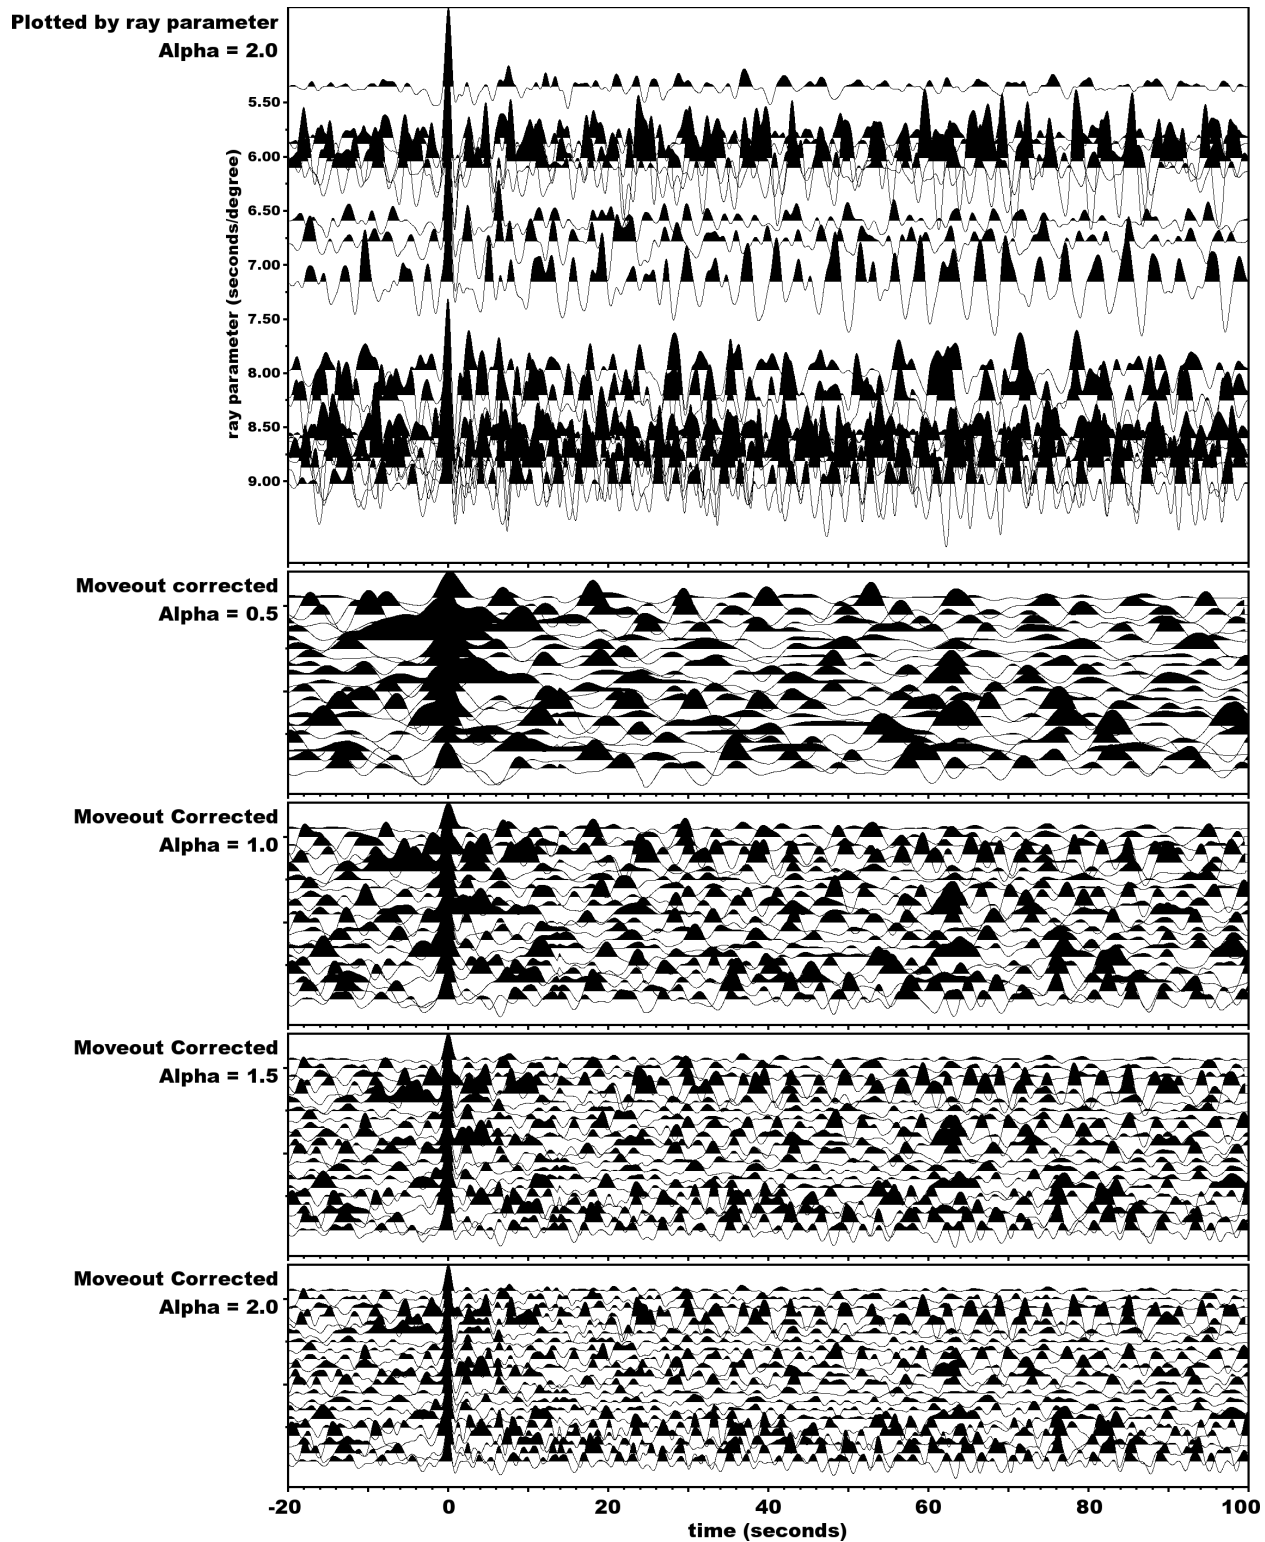 Plotted by ray parameter
Alpha = 2.0
ray parameter (seconds/degree)
5.50
6.00
6.50
7.00
7.50
8.00
8.50
9.00
Moveout corrected
Alpha = 0.5
Moveout Corrected
Alpha = 1.0
Moveout Corrected
Alpha = 1.5
Moveout Corrected
Alpha = 2.0
-20 0 20 40 60 80 100
time (seconds)